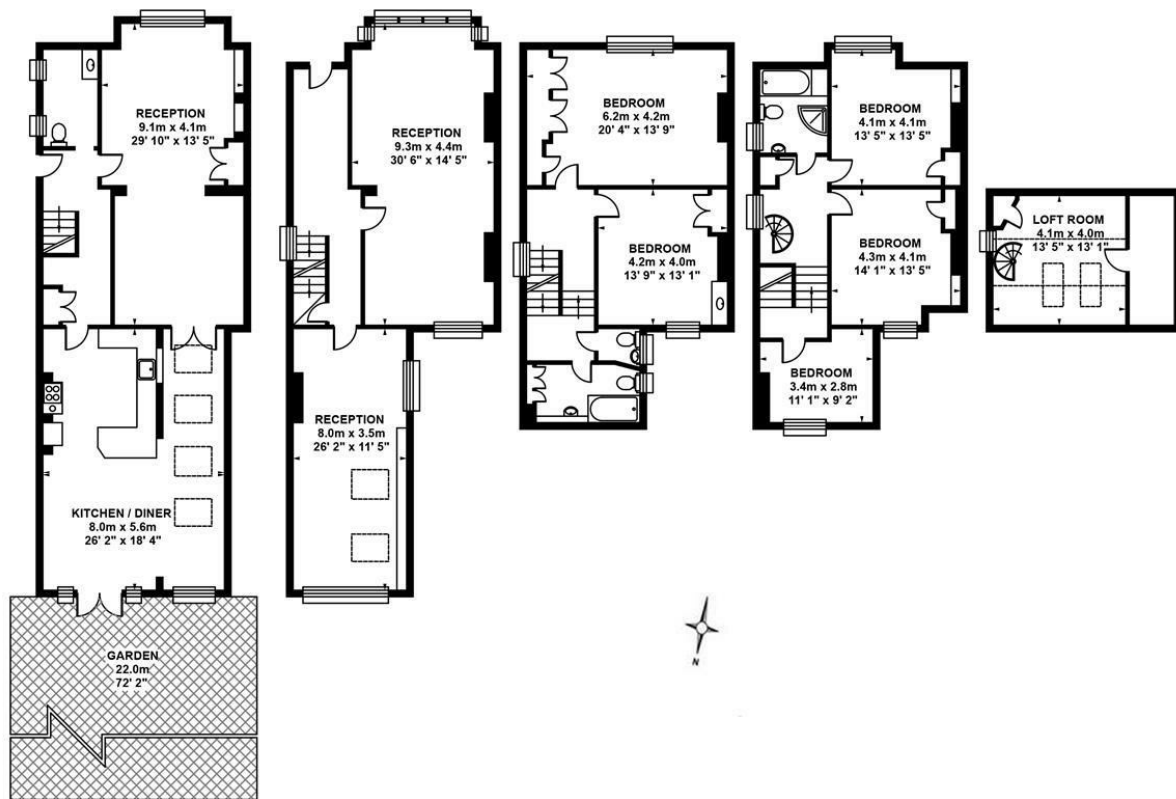 RECEPTION
9.1m x 4.1m
29' 10" x 13' 5"
KITCHEN / DINER
8.0m x 5.6m
26' 2" x 18' 4"
GARDEN
22.0m
72' 2"
RECEPTION
9.3m x 4.4m
30' 6" x 14' 5"
RECEPTION
8.0m x 3.5m
26' 2" x 11' 5"
BEDROOM
6.2m x 4.2m
20' 4" x 13' 9"
BEDROOM
4.2m x 4.0m
13' 9" x 13' 1"
BEDROOM
4.1m x 4.1m
13' 5" x 13' 5"
BEDROOM
4.3m x 4.1m
14' 1" x 13' 5"
BEDROOM
3.4m x 2.8m
11' 1" x 9' 2"
LOFT ROOM
4.1m x 4.0m
13' 5" x 13' 1"
N